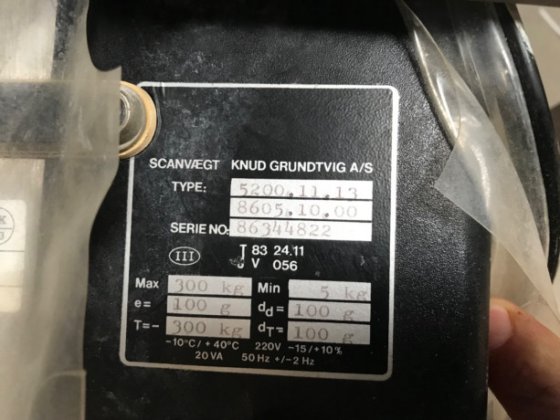 SCANVÆGT KNUD GRUNDTVIG A/S
TYPE: 5200.11.13
8605.10.00
SERIE NO: 86344822
III T 83 24.11
J V 056
Max 300 kg Min 5 kg
e= 100 g dd= 100 g
T=- 300 kg dT= 100 g
-10°C/+40°C 220V -15/+10%
20VA 50 Hz +/-2 Hz